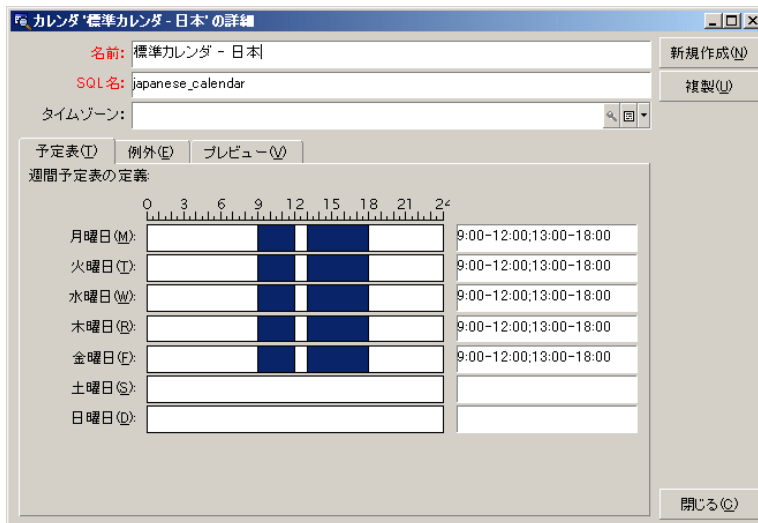 カレンダ '標準カレンダ - 日本' の詳細
名前: 標準カレンダ - 日本
新規作成(N)
SQL名: japanese_calendar
複製(U)
タイムゾーン:
予定表(T) 例外(E) プレビュー(V)
週間予定表の定義:
0 3 6 9 12 15 18 21 24
月曜日(M): 9:00-12:00;13:00-18:00
火曜日(T): 9:00-12:00;13:00-18:00
水曜日(W): 9:00-12:00;13:00-18:00
木曜日(R): 9:00-12:00;13:00-18:00
金曜日(F): 9:00-12:00;13:00-18:00
土曜日(S):
日曜日(D):
閉じる(C)